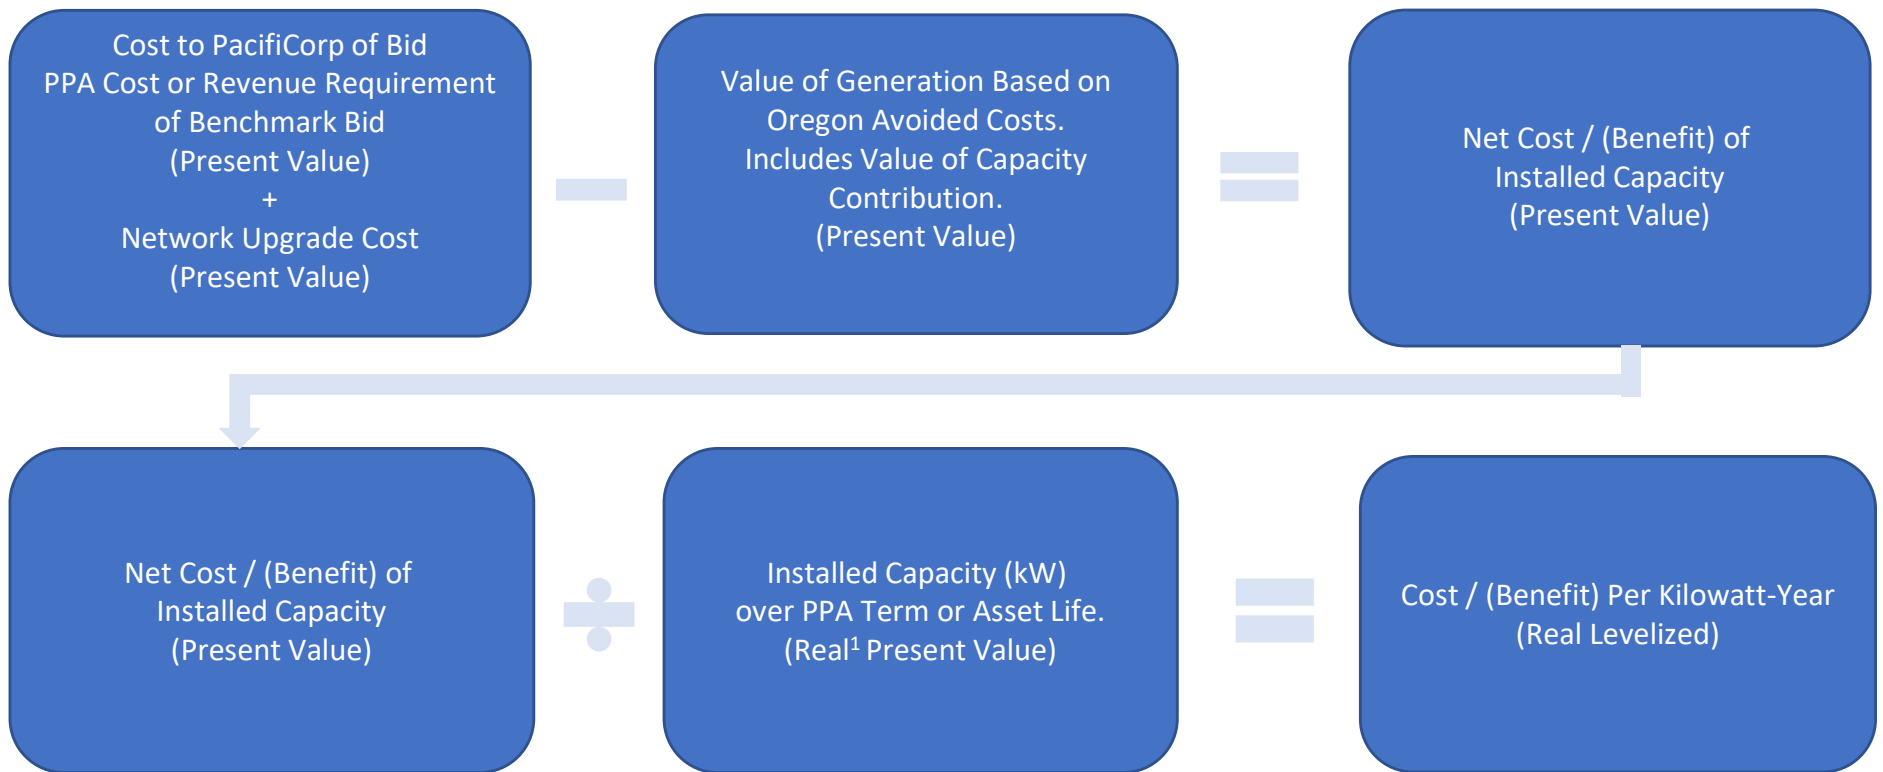 Cost to PacifiCorp of Bid
PPA Cost or Revenue Requirement
of Benchmark Bid
(Present Value)
+
Network Upgrade Cost
(Present Value)
Value of Generation Based on
Oregon Avoided Costs.
Includes Value of Capacity
Contribution.
(Present Value)
Net Cost / (Benefit) of
Installed Capacity
(Present Value)
Net Cost / (Benefit) of
Installed Capacity
(Present Value)
Installed Capacity (kW)
over PPA Term or Asset Life.
(Real¹ Present Value)
Cost / (Benefit) Per Kilowatt-Year
(Real Levelized)